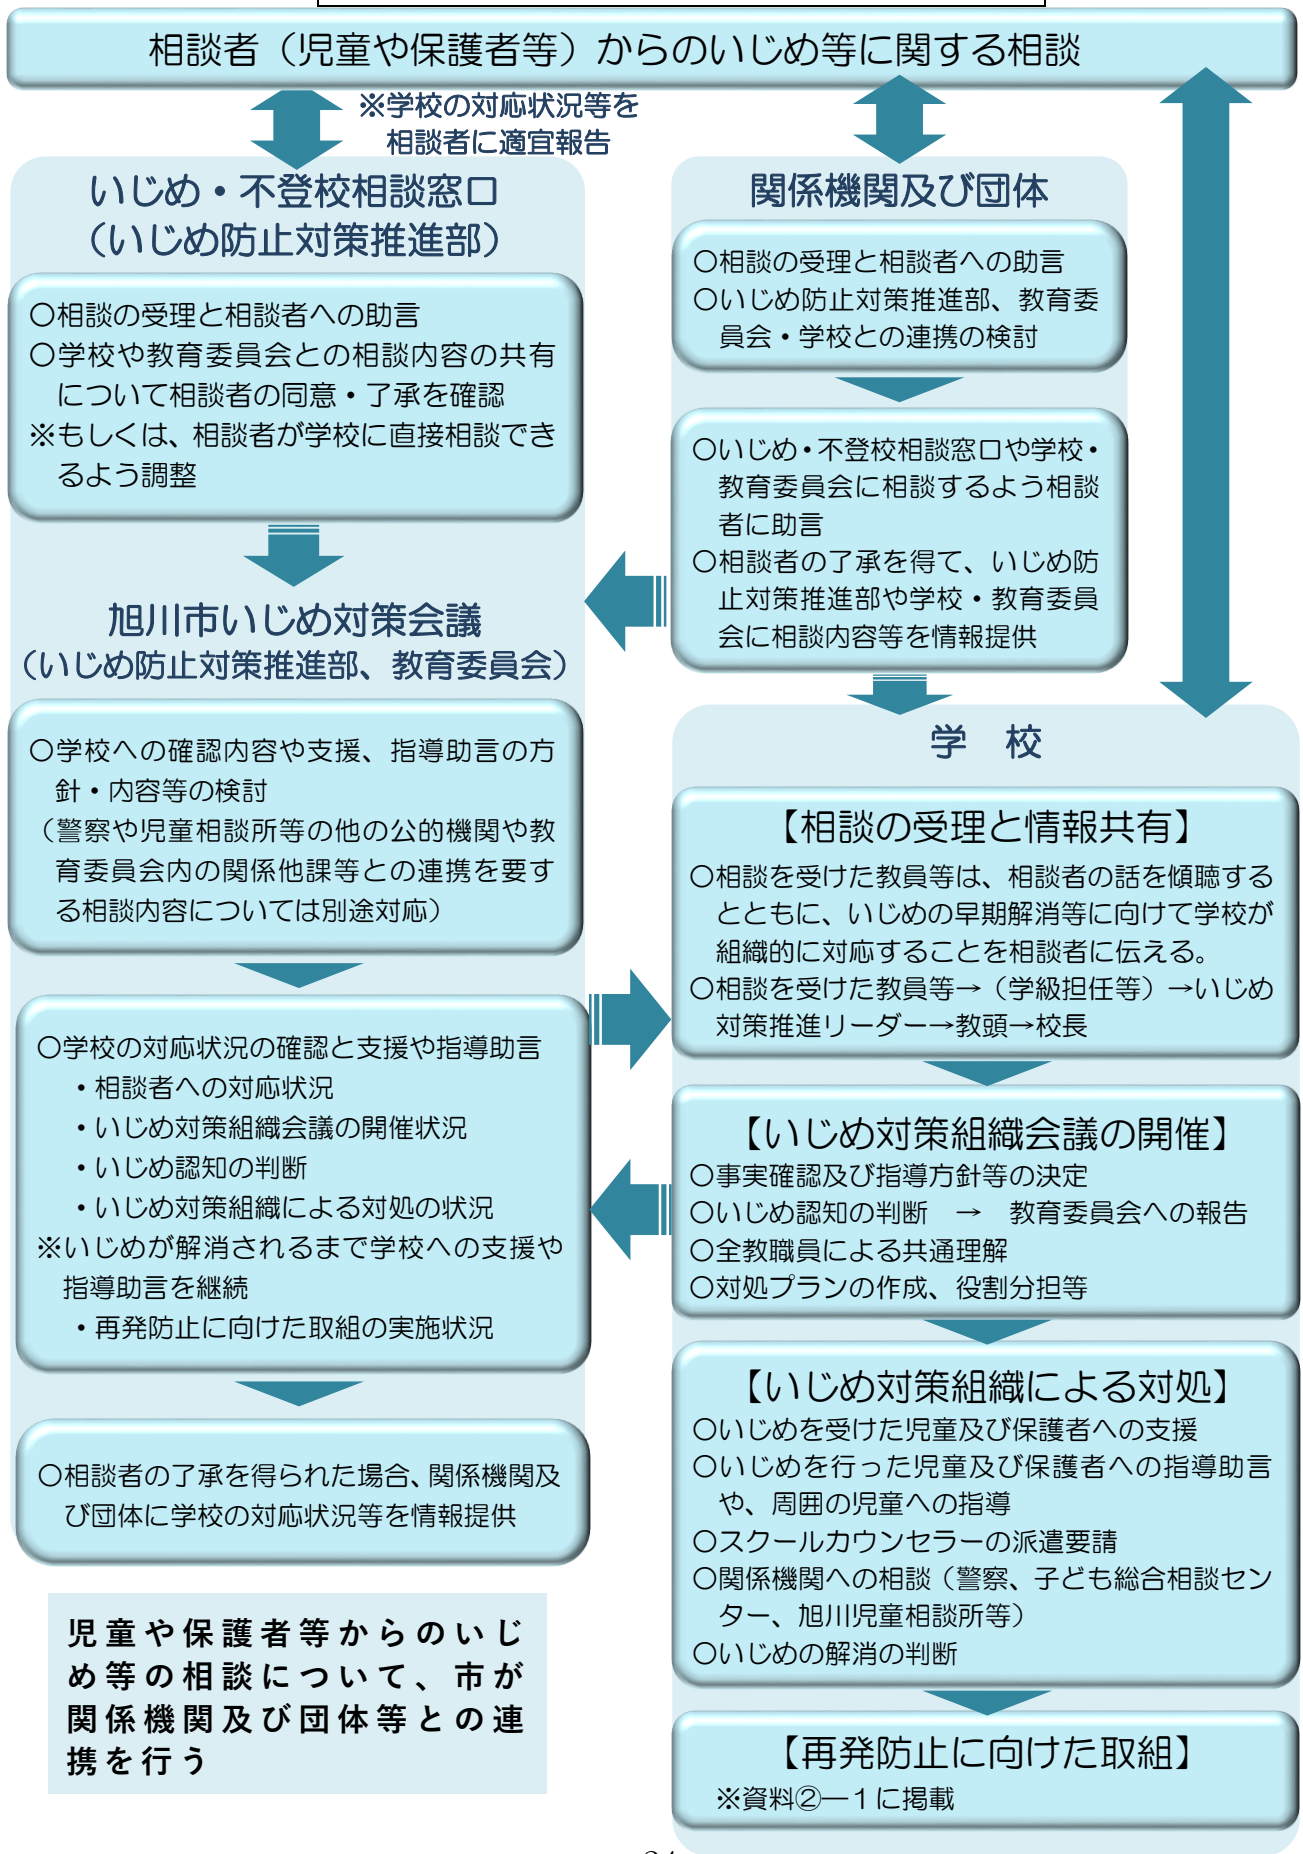 相談者（児童や保護者等）からのいじめ等に関する相談
※学校の対応状況等を
相談者に適宜報告
いじめ・不登校相談窓口
（いじめ防止対策推進部）
〇相談の受理と相談者への助言
〇学校や教育委員会との相談内容の共有
について相談者の同意・了承を確認
※もしくは、相談者が学校に直接相談でき
るよう調整
旭川市いじめ対策会議
（いじめ防止対策推進部、教育委員会）
〇学校への確認内容や支援、指導助言の方
針・内容等の検討
（警察や児童相談所等の他の公的機関や教
育委員会内の関係他課等との連携を要す
る相談内容については別途対応）
〇学校の対応状況の確認と支援や指導助言
・相談者への対応状況
・いじめ対策組織会議の開催状況
・いじめ認知の判断
・いじめ対策組織による対処の状況
※いじめが解消されるまで学校への支援や
指導助言を継続
・再発防止に向けた取組の実施状況
〇相談者の了承を得られた場合、関係機関及
び団体に学校の対応状況等を情報提供
児童や保護者等からのいじ
め等の相談について、市が
関係機関及び団体等との連
携を行う
関係機関及び団体
〇相談の受理と相談者への助言
〇いじめ防止対策推進部、教育委
員会・学校との連携の検討
〇いじめ・不登校相談窓口や学校・
教育委員会に相談するよう相談
者に助言
〇相談者の了承を得て、いじめ防
止対策推進部や学校・教育委員
会に相談内容等を情報提供
学　校
【相談の受理と情報共有】
〇相談を受けた教員等は、相談者の話を傾聴する
とともに、いじめの早期解消等に向けて学校が
組織的に対応することを相談者に伝える。
〇相談を受けた教員等→（学級担任等）→いじめ
対策推進リーダー→教頭→校長
【いじめ対策組織会議の開催】
〇事実確認及び指導方針等の決定
〇いじめ認知の判断　→　教育委員会への報告
〇全教職員による共通理解
〇対処プランの作成、役割分担等
【いじめ対策組織による対処】
〇いじめを受けた児童及び保護者への支援
〇いじめを行った児童及び保護者への指導助言
や、周囲の児童への指導
〇スクールカウンセラーの派遣要請
〇関係機関への相談（警察、子ども総合相談セン
ター、旭川児童相談所等）
〇いじめの解消の判断
【再発防止に向けた取組】
※資料②―１に掲載